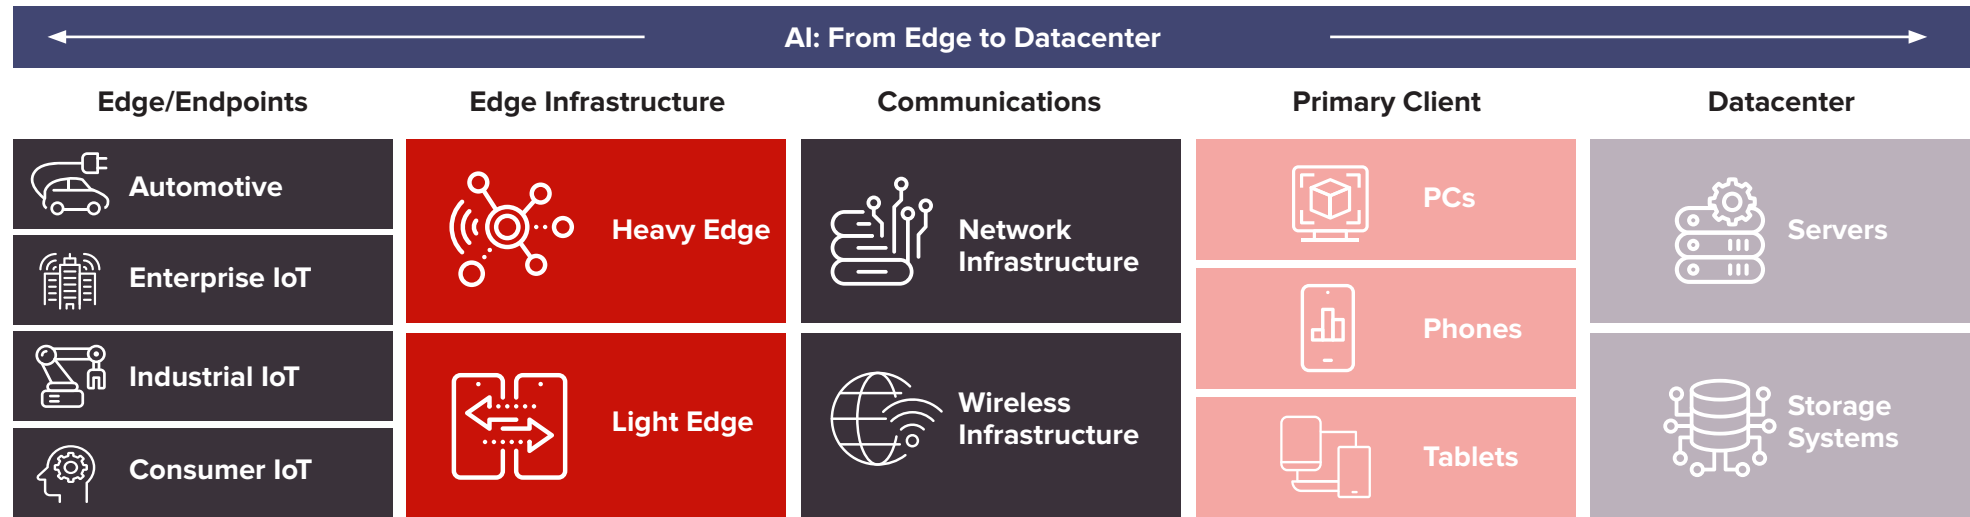 AI: From Edge to Datacenter
Edge/Endpoints
Automotive
Enterprise IoT
Industrial IoT
Consumer IoT
Edge Infrastructure
Heavy Edge
Light Edge
Communications
Network
Infrastructure
Wireless
Infrastructure
Primary Client
PCs
Phones
Tablets
Datacenter
Servers
Storage
Systems